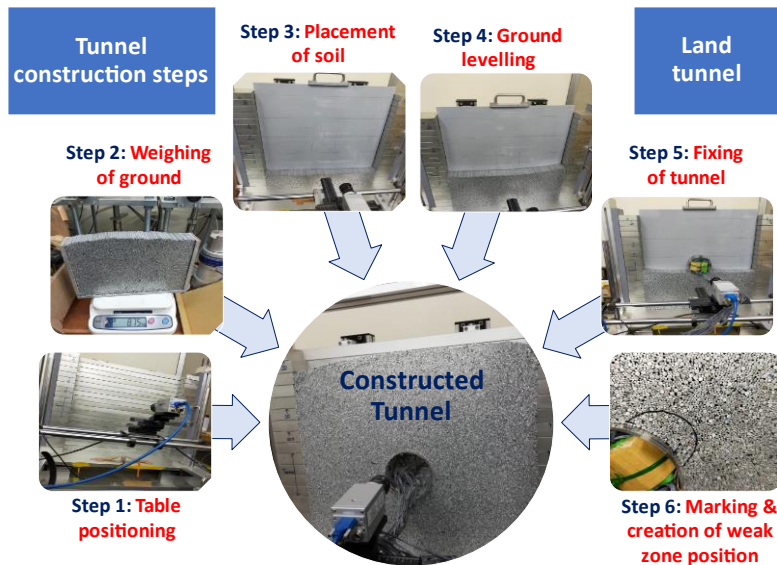 Tunnel
construction steps
Step 3: Placement
of soil
Step 4: Ground
levelling
Land
tunnel
Step 2: Weighing
of ground
Step 5: Fixing
of tunnel
Constructed
Tunnel
Step 1: Table
positioning
Step 6: Marking &
creation of weak
zone position